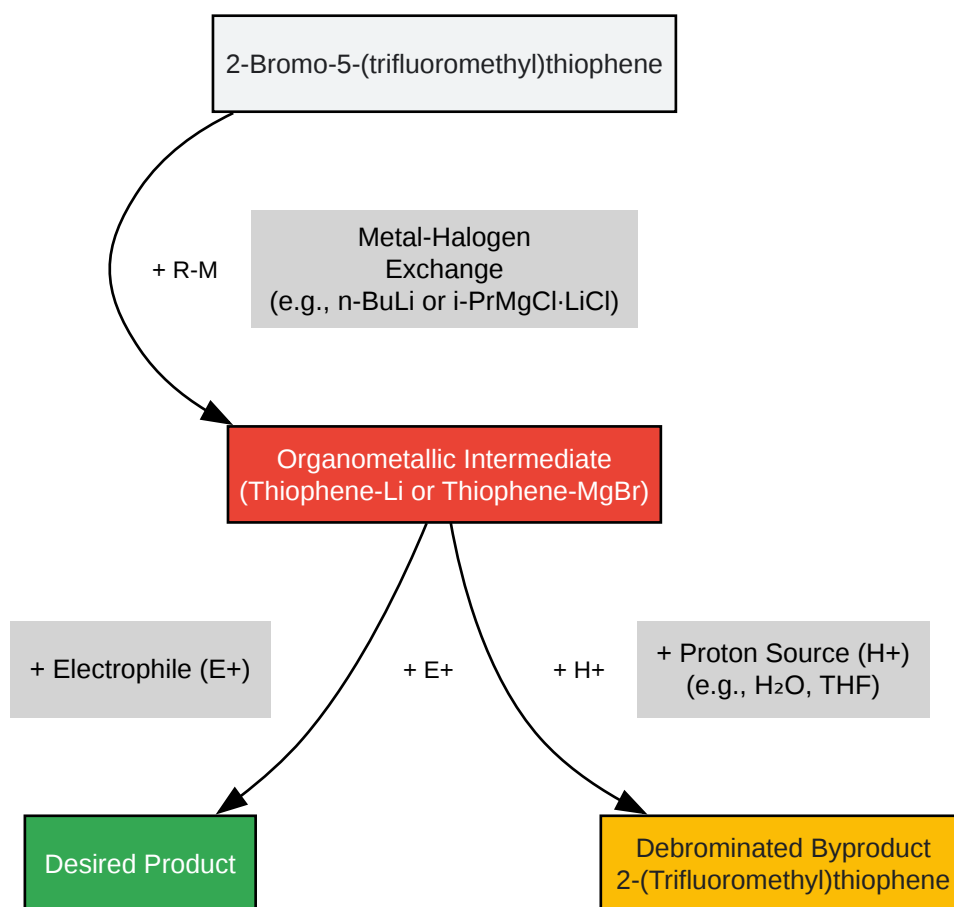 2-Bromo-5-(trifluoromethyl)thiophene
+ R-M
Metal-Halogen
Exchange
(e.g., n-BuLi or i-PrMgCl·LiCl)
Organometallic Intermediate
(Thiophene-Li or Thiophene-MgBr)
+ Electrophile (E+)
+ E+
+ H+
+ Proton Source (H+)
(e.g., H₂O, THF)
Desired Product
Debrominated Byproduct
2-(Trifluoromethyl)thiophene